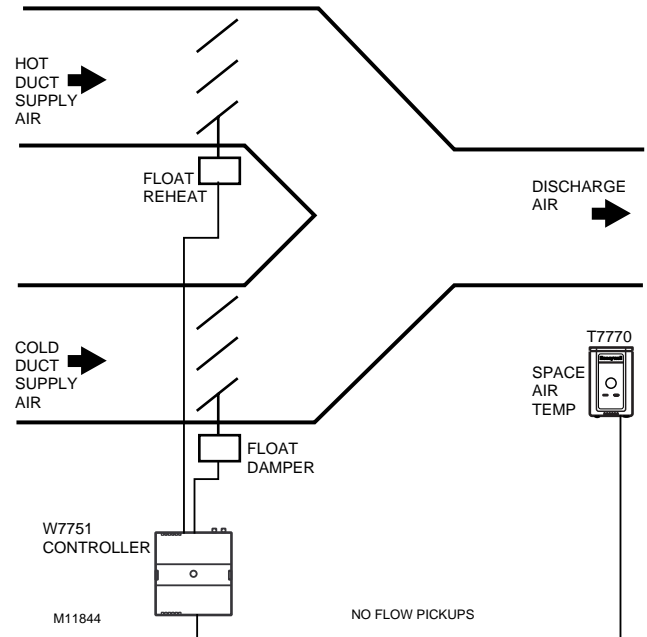 HOT
DUCT
SUPPLY
AIR
FLOAT
REHEAT
DISCHARGE
AIR
COLD
DUCT
SUPPLY
AIR
T7770
Honeywell
SPACE
AIR
TEMP
FLOAT
DAMPER
W7751
CONTROLLER
M11844
NO FLOW PICKUPS